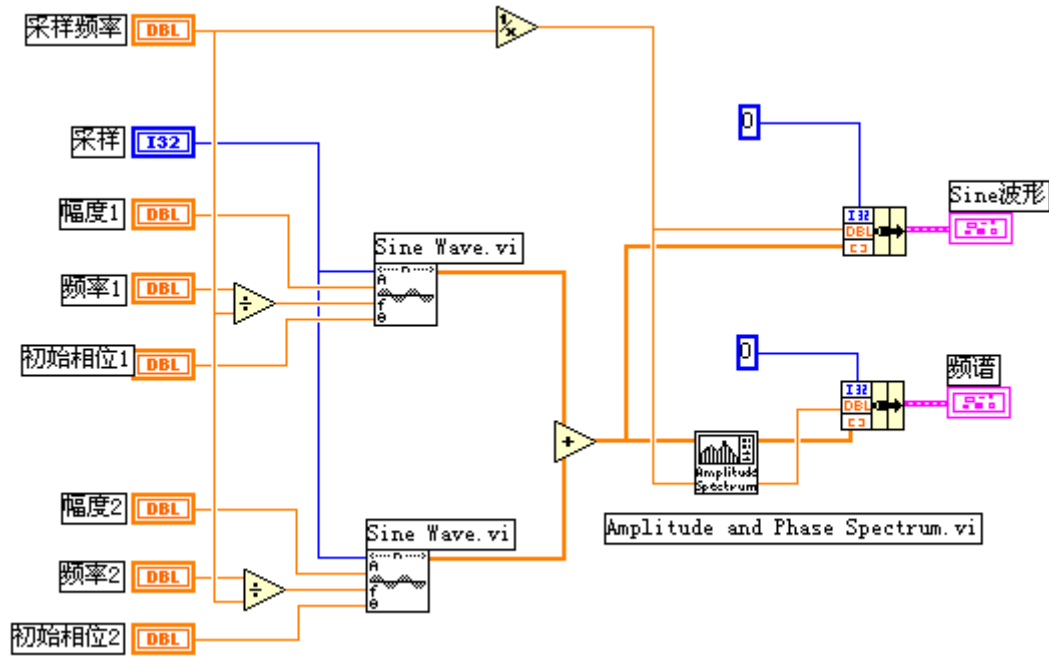 采样频率 DBL
1/x
采样 I32
0
幅度1 DBL
Sine波形
Sine Wave.vi
I32
DBL
[ ]
n
A
f
θ
频率1 DBL
÷
初始相位1 DBL
0
频谱
I32
DBL
[ ]
+
Amplitude
Spectrum
Amplitude and Phase Spectrum.vi
幅度2 DBL
Sine Wave.vi
n
A
f
θ
频率2 DBL
÷
初始相位2 DBL